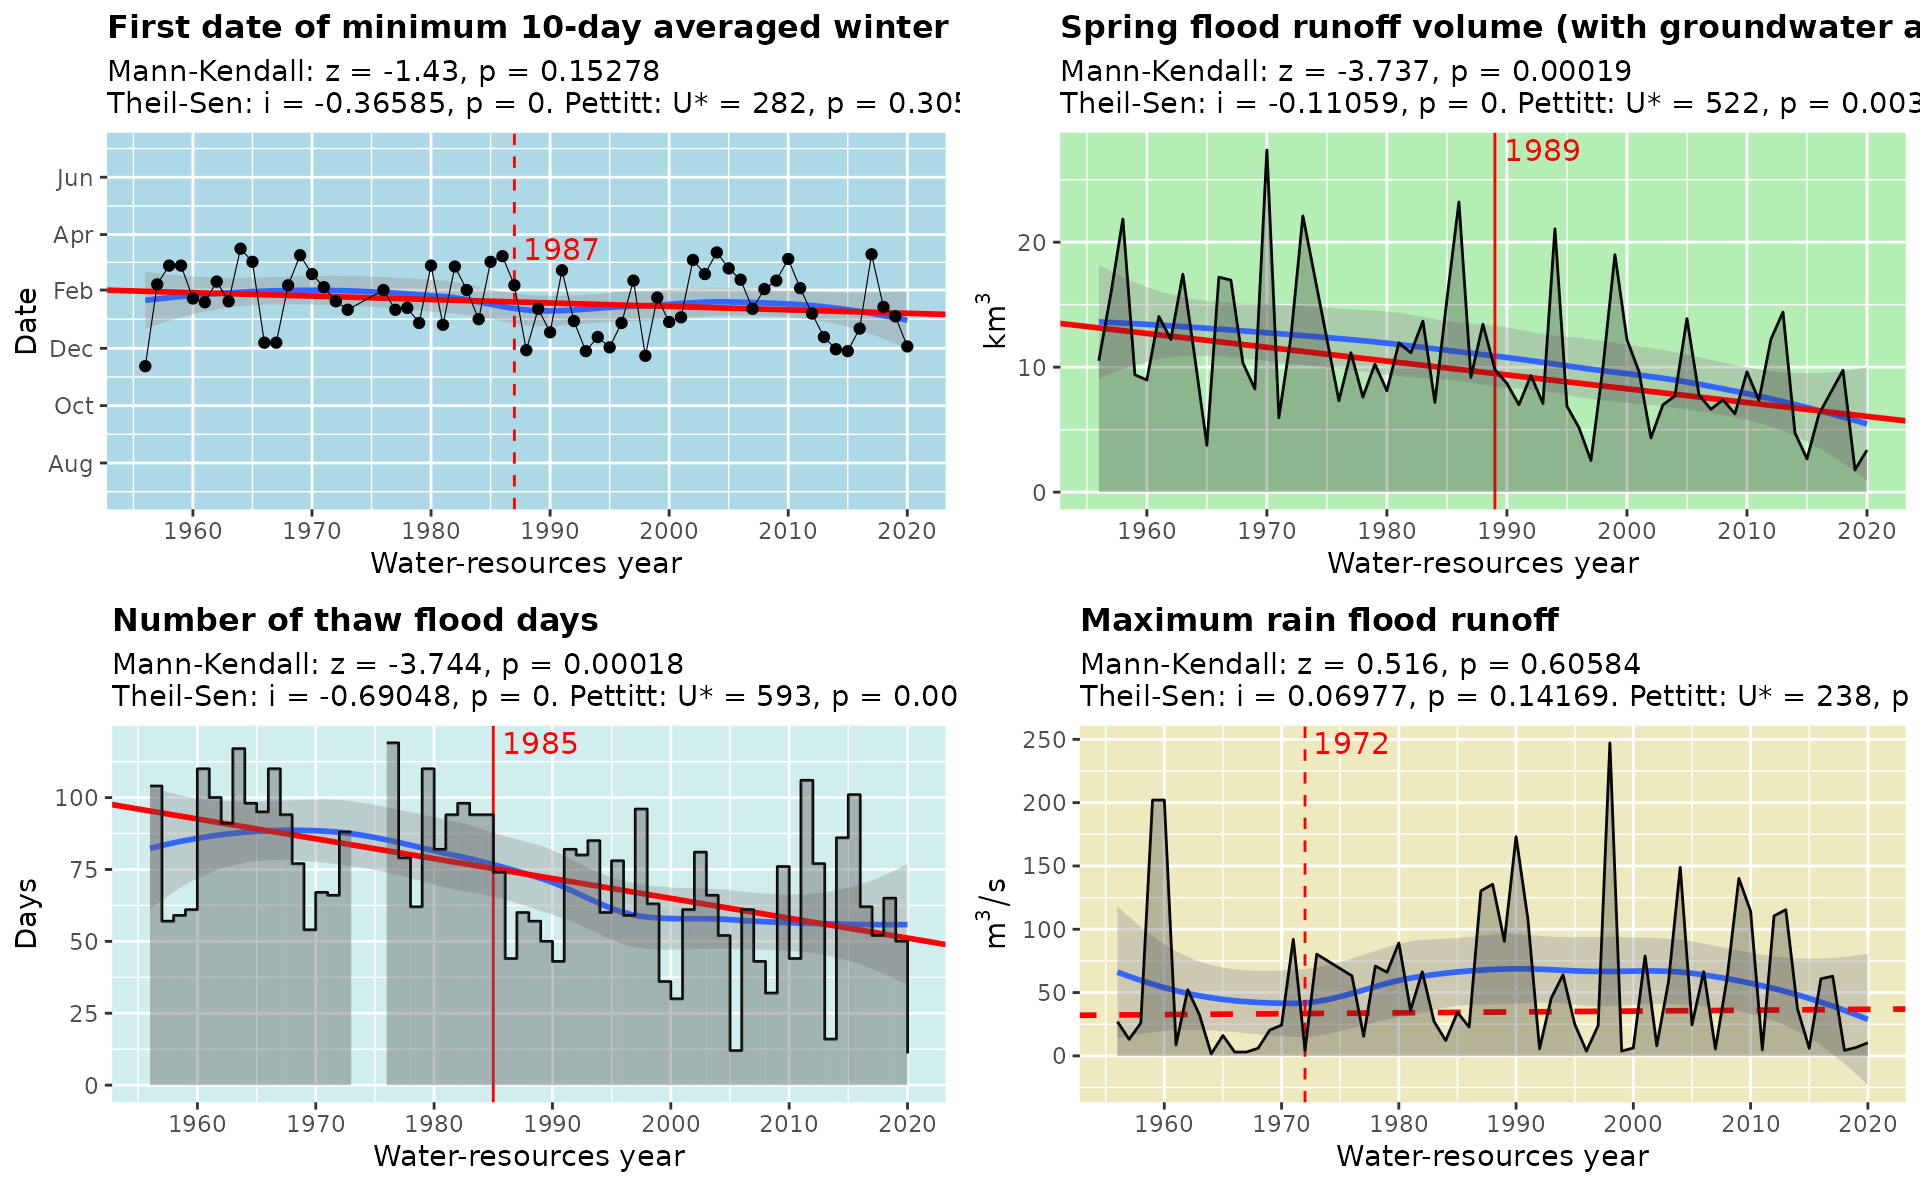 First date of minimum 10-day averaged winter
Mann-Kendall: z = -1.43, p = 0.15278
Theil-Sen: i = -0.36585, p = 0. Pettitt: U* = 282, p = 0.305
Jun
Apr
Feb
Dec
Oct
Aug
Date
1987
1960 1970 1980 1990 2000 2010 2020
Water-resources year
Spring flood runoff volume (with groundwater a
Mann-Kendall: z = -3.737, p = 0.00019
Theil-Sen: i = -0.11059, p = 0. Pettitt: U* = 522, p = 0.003
20
10
0
km³
1989
1960 1970 1980 1990 2000 2010 2020
Water-resources year
Number of thaw flood days
Mann-Kendall: z = -3.744, p = 0.00018
Theil-Sen: i = -0.69048, p = 0. Pettitt: U* = 593, p = 0.00
100
75
50
25
0
Days
1985
1960 1970 1980 1990 2000 2010 2020
Water-resources year
Maximum rain flood runoff
Mann-Kendall: z = 0.516, p = 0.60584
Theil-Sen: i = 0.06977, p = 0.14169. Pettitt: U* = 238, p
250
200
150
100
50
0
m³/s
1972
1960 1970 1980 1990 2000 2010 2020
Water-resources year